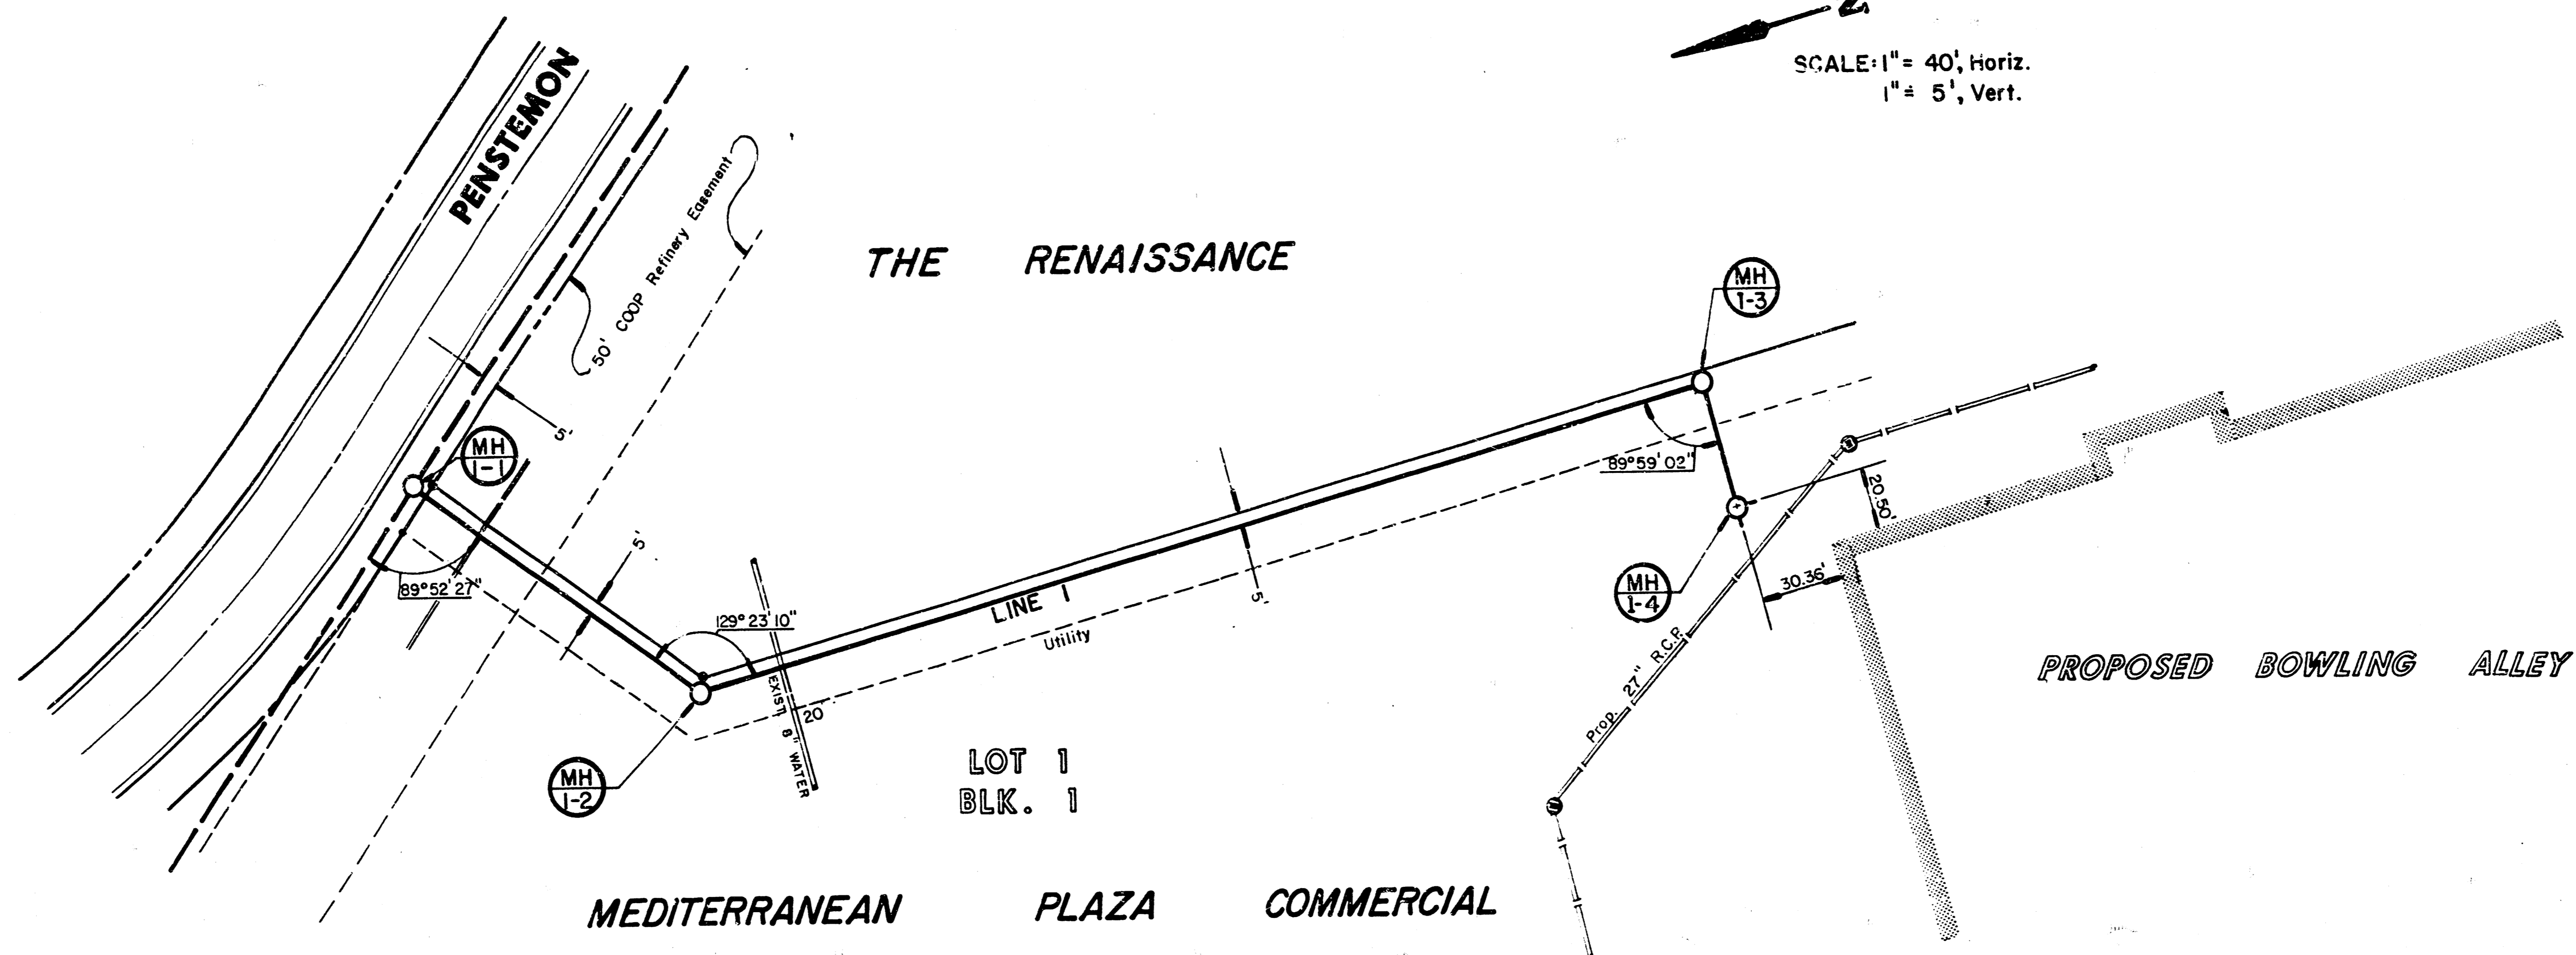 SCALE: 1" = 40', Horiz.
1" = 5', Vert.
PENSTEMON
50' COOP Refinery Easement
THE RENAISSANCE
MH
1-3
MH
1-1
5'
89°59'02"
20.50'
5'
89°52'27"
129°23'10"
LINE 1
5'
Utility
MH
1-4
30.36'
Prop. 27" R.C.P.
PROPOSED BOWLING ALLEY
EXIST 8" WATER
20'
MH
1-2
LOT 1
BLK. 1
MEDITERRANEAN PLAZA COMMERCIAL